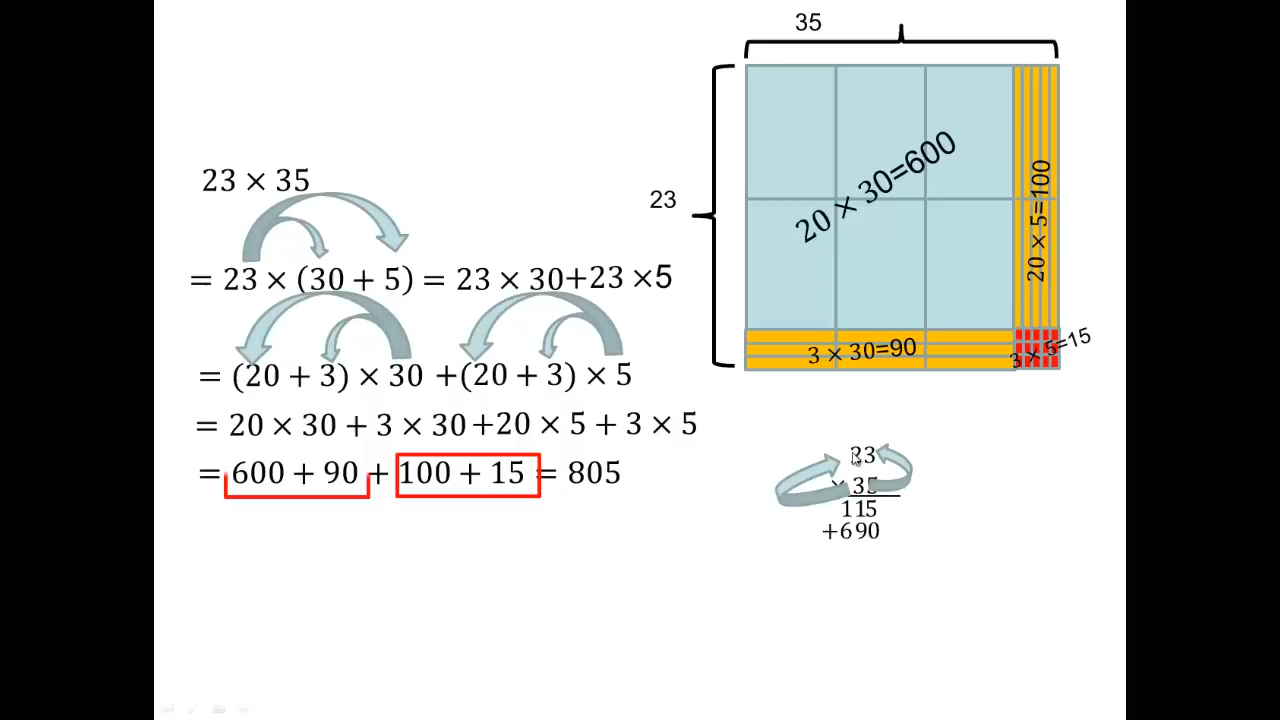 35
23 × 35
23
= 23 × (30 + 5) = 23 × 30+23 ×5
= (20 + 3) × 30 +(20 + 3) × 5
= 20 × 30 + 3 × 30+20 × 5 + 3 × 5
= 600 + 90 + 100 + 15 = 805
20 × 30=600
20 × 5=100
3 × 30=90
3 × 5=15
23
× 35
115
+690